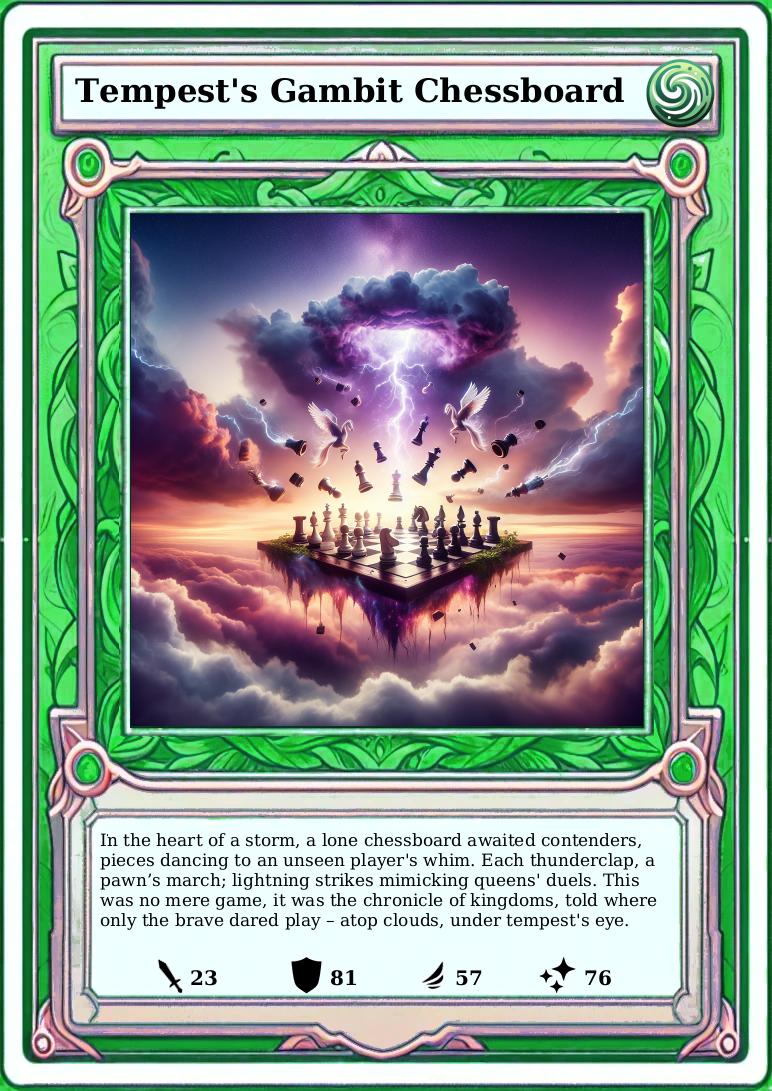 Tempest's Gambit Chessboard
In the heart of a storm, a lone chessboard awaited contenders,
pieces dancing to an unseen player's whim. Each thunderclap, a
pawn’s march; lightning strikes mimicking queens' duels. This
was no mere game, it was the chronicle of kingdoms, told where
only the brave dared play – atop clouds, under tempest's eye.
23 81 57 76